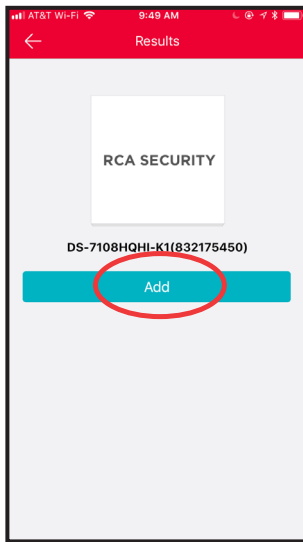 AT&T Wi-Fi 9:49 AM
Results
RCA SECURITY
DS-7108HQHI-K1(832175450)
Add